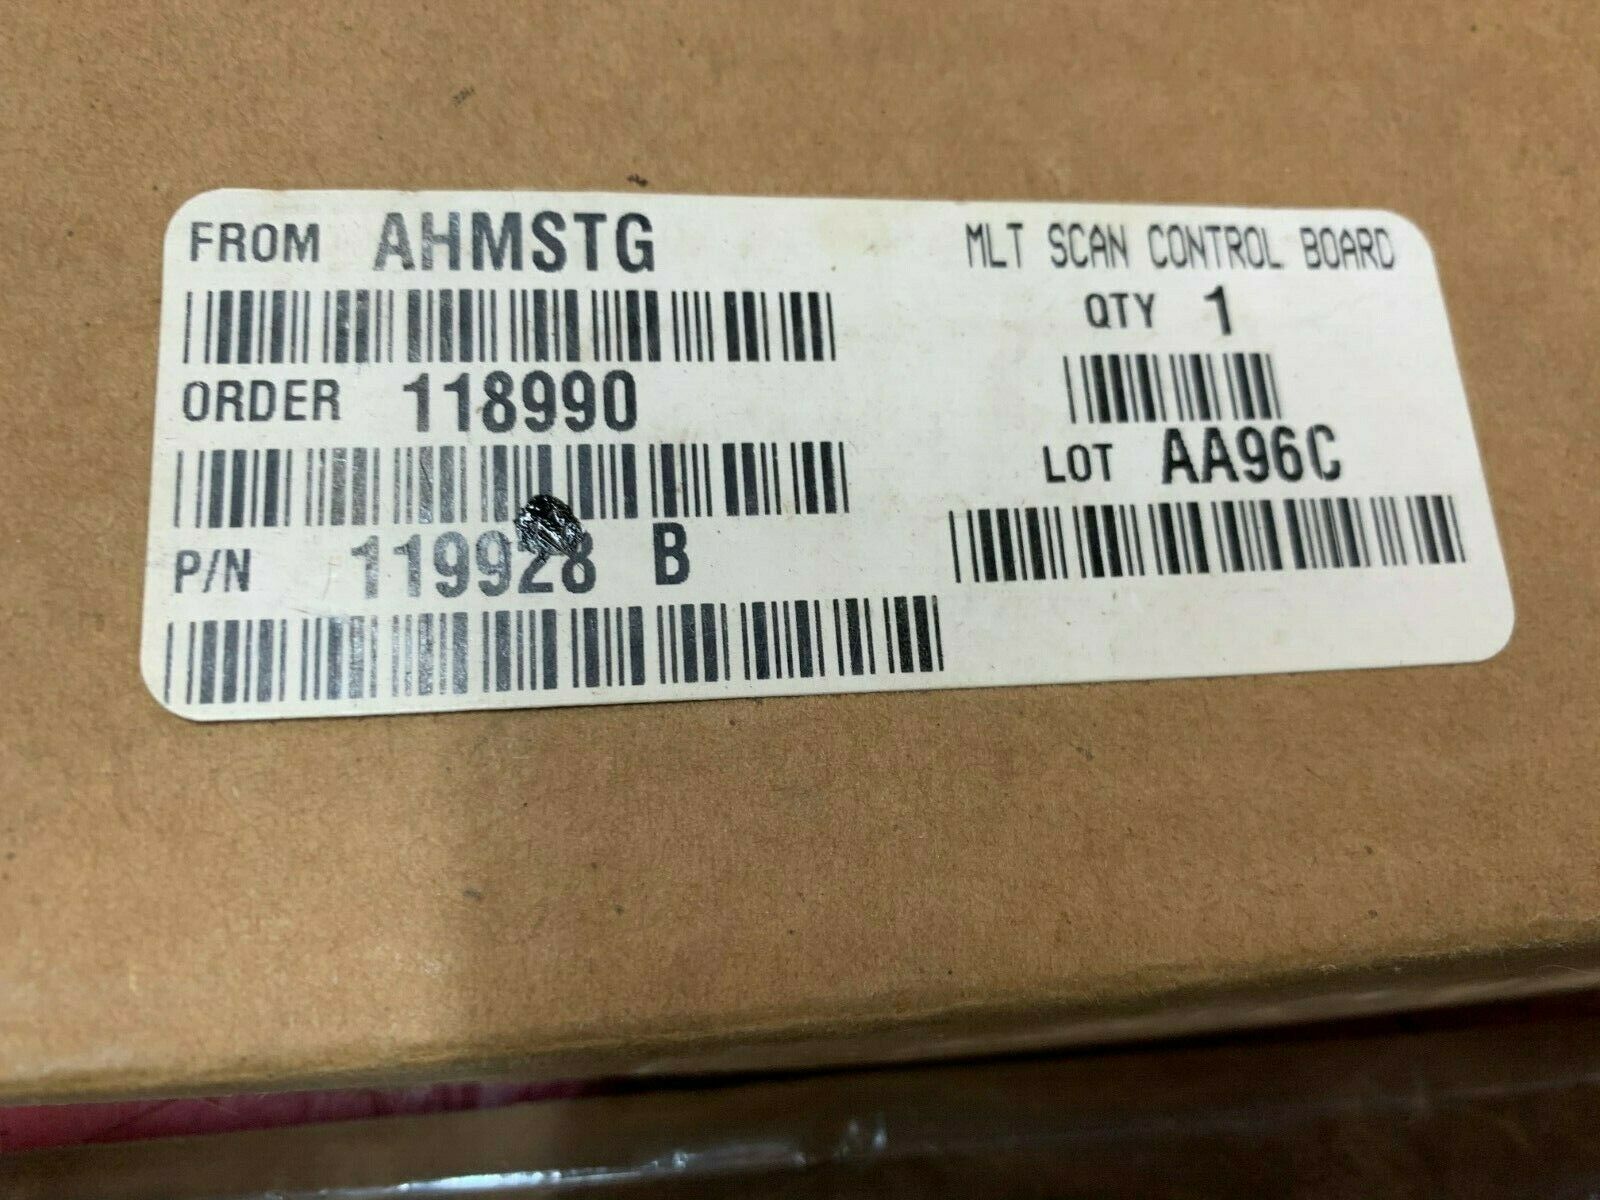 FROM AHMSTG
MLT SCAN CONTROL BOARD
QTY 1
ORDER 118990
LOT AA96C
P/N 119928 B